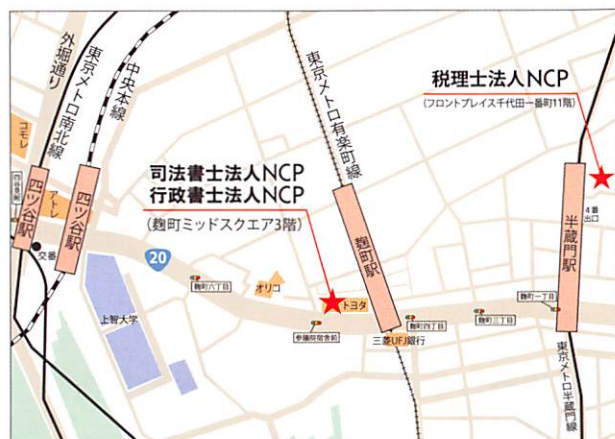 外堀通り
東京メトロ南北線
中央本線
コモレ
四谷見附
アトレ
四ツ谷駅
四ツ谷駅
交番
上智大学
20
麹町六丁目
オリコ
司法書士法人NCP
行政書士法人NCP
(麹町ミッドスクエア3階)
トヨタ
参議院宿舎前
東京メトロ有楽町線
麹町駅
三菱UFJ銀行
麹町四丁目
麹町三丁目
麹町一丁目
税理士法人NCP
(フロントプレイス千代田一番町11階)
4番
出口
半蔵門駅
東京メトロ半蔵門線